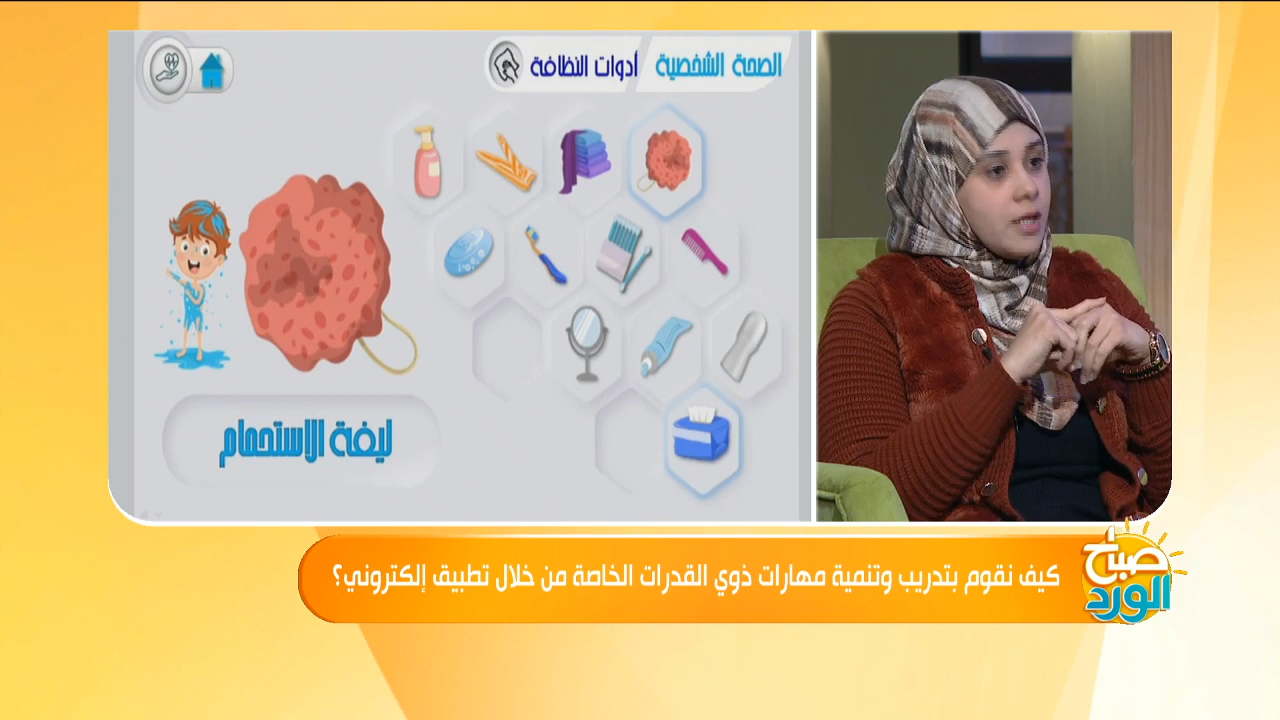 الصحة الشخصية أدوات النظافة
ليفة الاستحمام
كيف نقوم بتدريب وتنمية مهارات ذوي القدرات الخاصة من خلال تطبيق إلكتروني؟
صباح
الورد